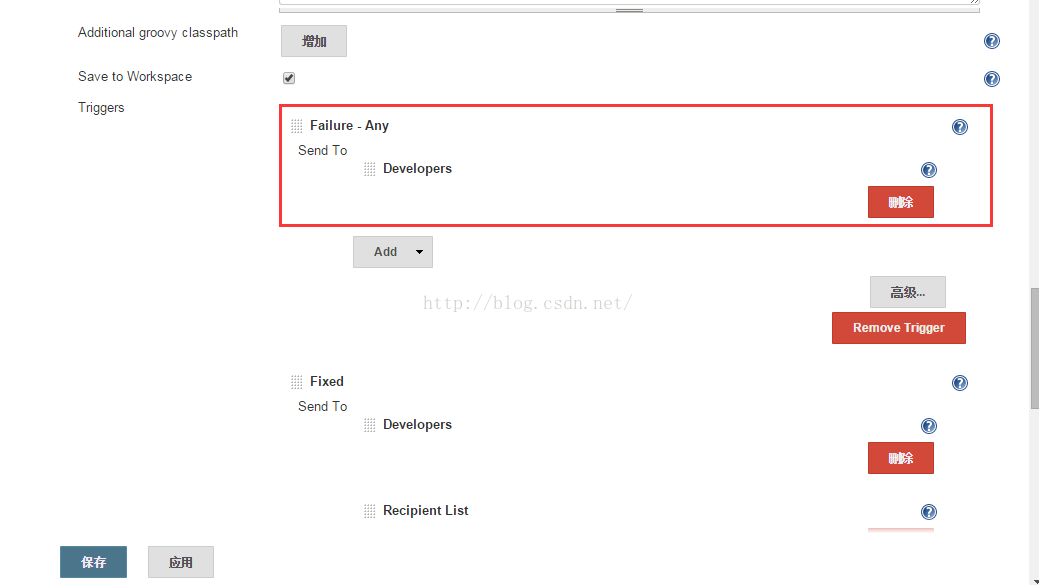 Additional groovy classpath
增加
Save to Workspace
Triggers
Failure - Any
Send To
Developers
删除
Add
http://blog.csdn.net/
高级...
Remove Trigger
Fixed
Send To
Developers
删除
Recipient List
保存 应用